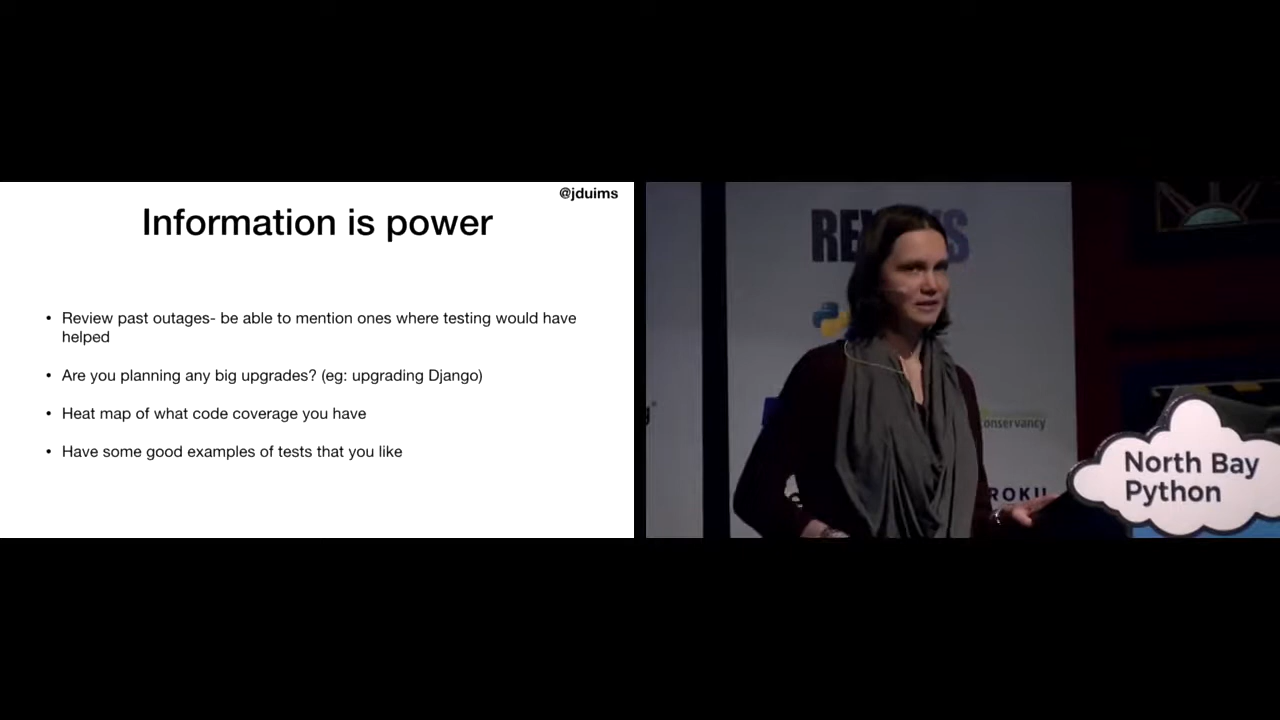 @jduims
Information is power
• Review past outages- be able to mention ones where testing would have
helped
• Are you planning any big upgrades? (eg: upgrading Django)
• Heat map of what code coverage you have
• Have some good examples of tests that you like
North Bay
Python